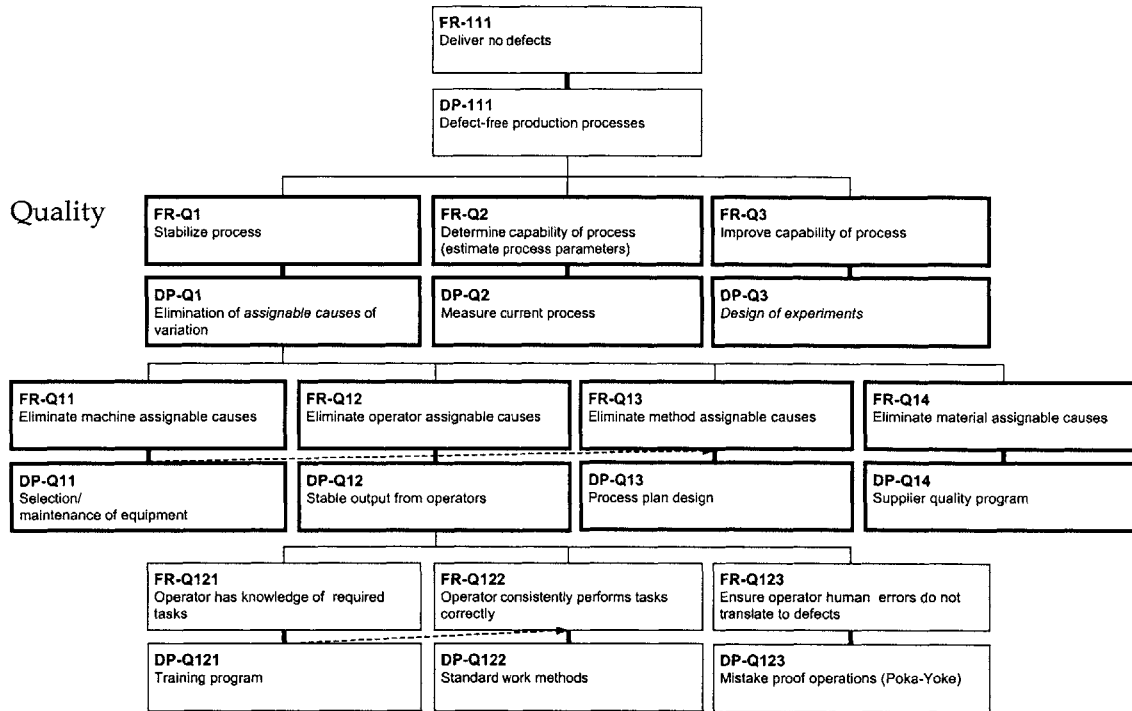 FR-111
Deliver no defects
DP-111
Defect-free production processes
Quality
FR-Q1
Stabilize process
FR-Q2
Determine capability of process
(estimate process parameters)
FR-Q3
Improve capability of process
DP-Q1
Elimination of assignable causes of
variation
DP-Q2
Measure current process
DP-Q3
Design of experiments
FR-Q11
Eliminate machine assignable causes
FR-Q12
Eliminate operator assignable causes
FR-Q13
Eliminate method assignable causes
FR-Q14
Eliminate material assignable causes
DP-Q11
Selection/
maintenance of equipment
DP-Q12
Stable output from operators
DP-Q13
Process plan design
DP-Q14
Supplier quality program
FR-Q121
Operator has knowledge of required
tasks
FR-Q122
Operator consistently performs tasks
correctly
FR-Q123
Ensure operator human errors do not
translate to defects
DP-Q121
Training program
DP-Q122
Standard work methods
DP-Q123
Mistake proof operations (Poka-Yoke)